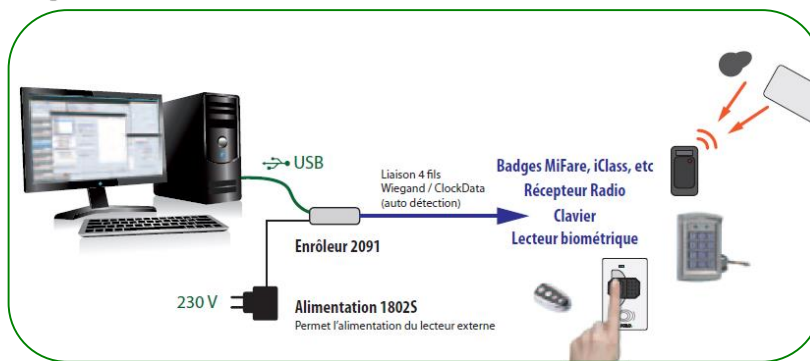 USB
Liaison 4 fils
Wiegand / ClockData
(auto détection)
Badges MiFare, iClass, etc
Récepteur Radio
Clavier
Lecteur biométrique
Enrôleur 2091
230 V
Alimentation 1802S
Permet l'alimentation du lecteur externe